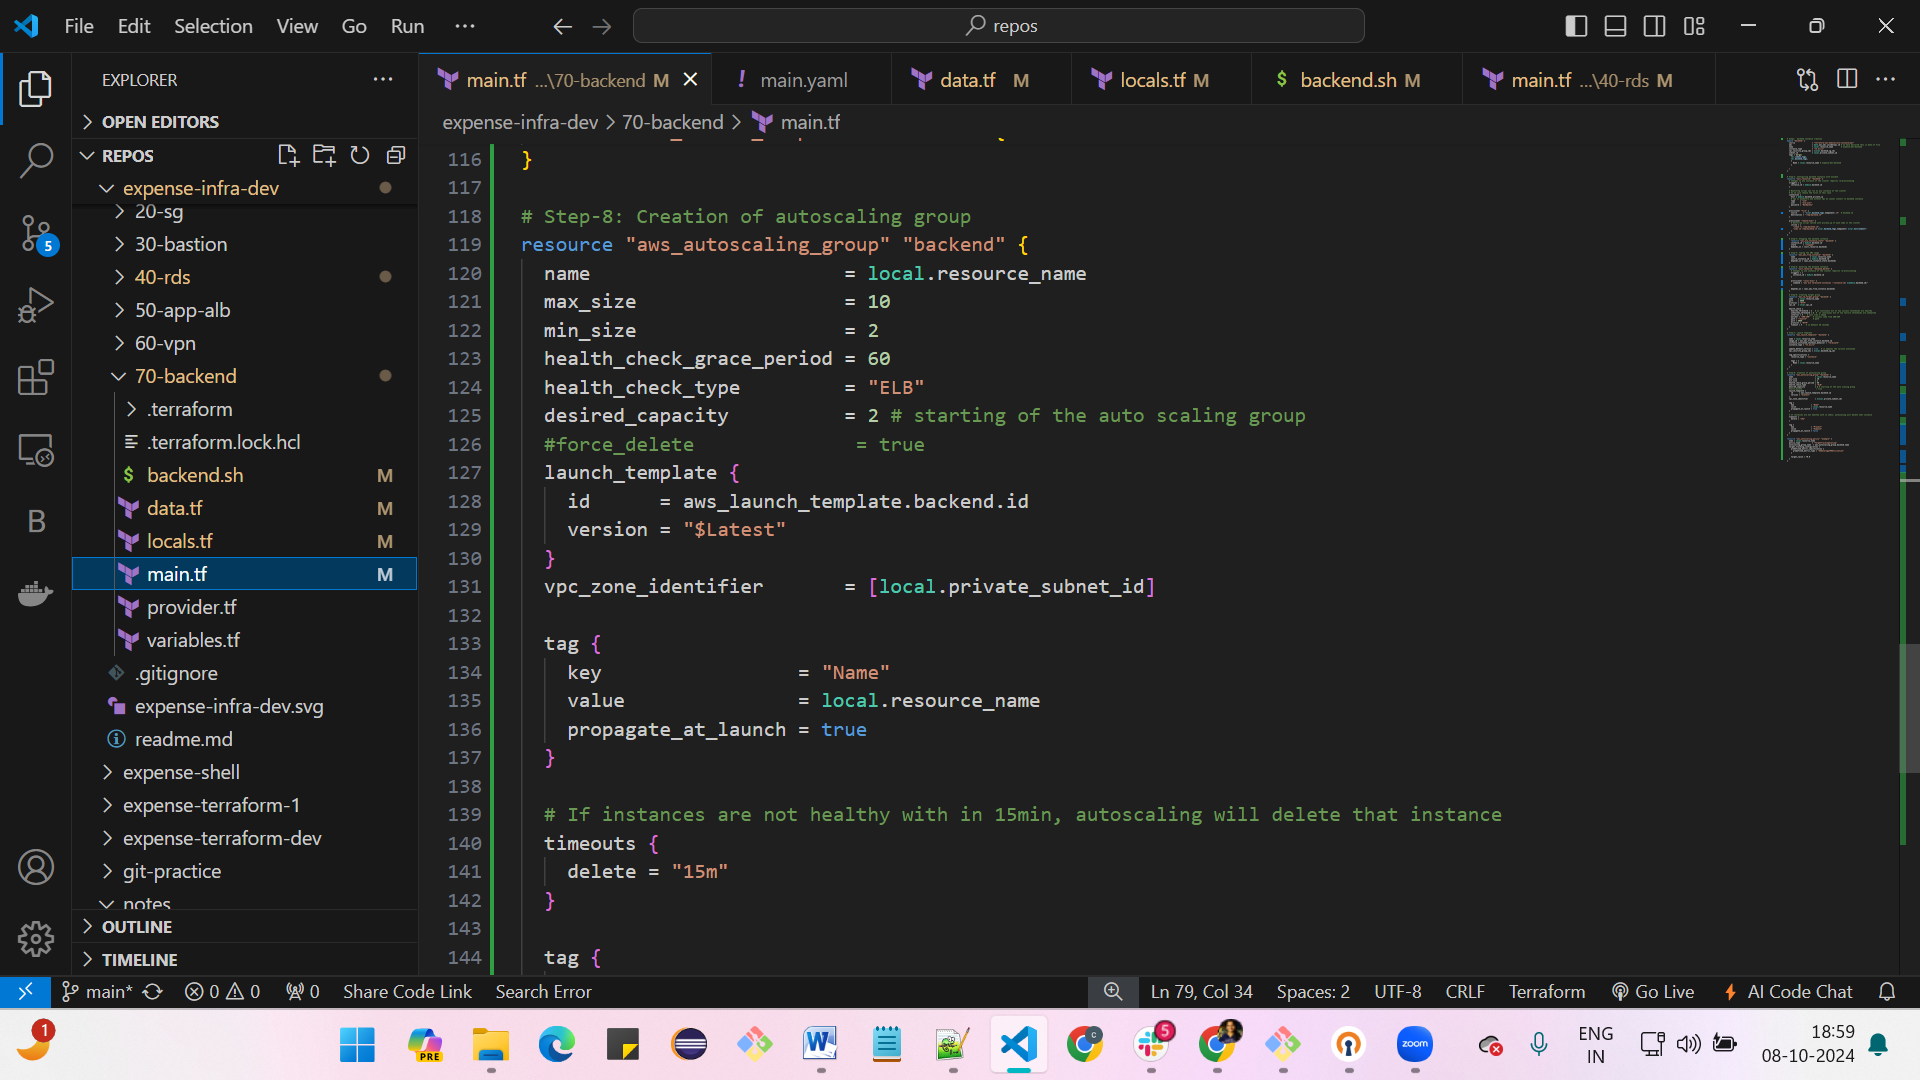 File Edit Selection View Go Run ···
repos
EXPLORER
OPEN EDITORS
REPOS
expense-infra-dev
20-sg
30-bastion
40-rds
50-app-alb
60-vpn
70-backend
.terraform
.terraform.lock.hcl
backend.sh M
data.tf M
locals.tf M
main.tf M
provider.tf
variables.tf
.gitignore
expense-infra-dev.svg
readme.md
expense-shell
expense-terraform-1
expense-terraform-dev
git-practice
notes
OUTLINE
TIMELINE
main.tf ...\70-backend M
! main.yaml
data.tf M
locals.tf M
$ backend.sh M
main.tf ...\40-rds M
expense-infra-dev > 70-backend > main.tf
116 }
117
118 # Step-8: Creation of autoscaling group
119 resource "aws_autoscaling_group" "backend" {
120 name = local.resource_name
121 max_size = 10
122 min_size = 2
123 health_check_grace_period = 60
124 health_check_type = "ELB"
125 desired_capacity = 2 # starting of the auto scaling group
126 #force_delete = true
127 launch_template {
128 id = aws_launch_template.backend.id
129 version = "$Latest"
130 }
131 vpc_zone_identifier = [local.private_subnet_id]
132
133 tag {
134 key = "Name"
135 value = local.resource_name
136 propagate_at_launch = true
137 }
138
139 # If instances are not healthy with in 15min, autoscaling will delete that instance
140 timeouts {
141 delete = "15m"
142 }
143
144 tag {
5
B
main* 0 0 0 Share Code Link Search Error
Ln 79, Col 34 Spaces: 2 UTF-8 CRLF Terraform Go Live AI Code Chat
1
PRE
5
zoom
ENG
IN
18:59
08-10-2024